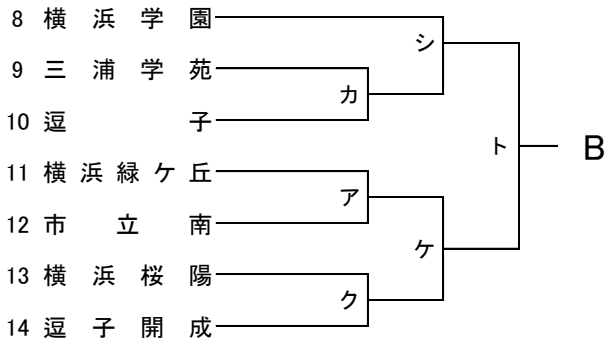 8 横浜学園
シ
9 三浦学苑
カ
10 逗子
ト
B
11 横浜緑ケ丘
ア
12 市立南
ケ
13 横浜桜陽
ク
14 逗子開成